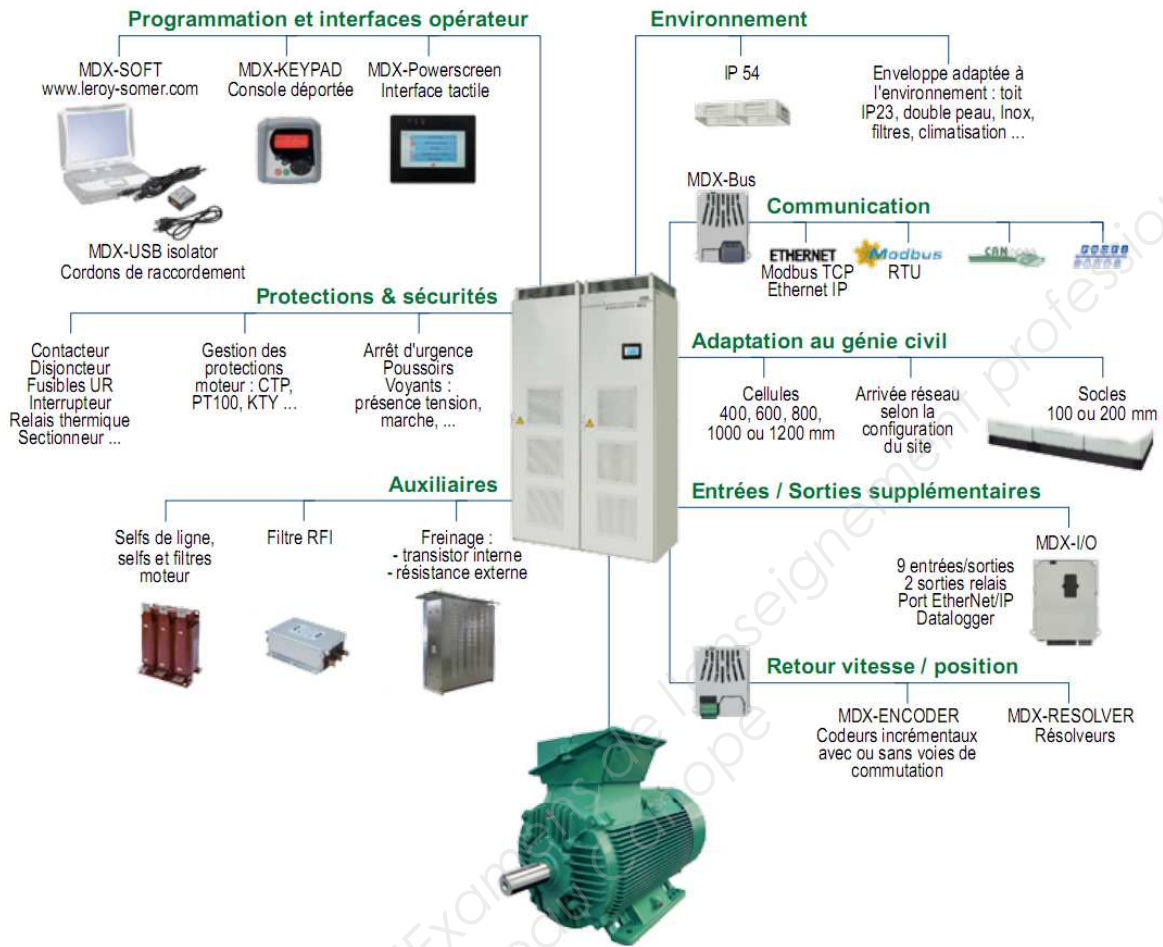 Programmation et interfaces opérateur
MDX-SOFT
www.leroy-somer.com
MDX-KEYPAD
Console déportée
MDX-Powerscreen
Interface tactile
MDX-USB isolator
Cordons de raccordement
Environnement
IP 54
Enveloppe adaptée à
l'environnement : toit
IP23, double peau, Inox,
filtres, climatisation ...
MDX-Bus
Communication
ETHERNET
Modbus TCP
Ethernet IP
Modbus
RTU
CANopen
Protections & sécurités
Contacteur
Disjoncteur
Fusibles UR
Interrupteur
Relais thermique
Sectionneur ...
Gestion des
protections
moteur : CTP,
PT100, KTY ...
Arrêt d'urgence
Poussoirs
Voyants :
présence tension,
marche, ...
Adaptation au génie civil
Cellules
400, 600, 800,
1000 ou 1200 mm
Arrivée réseau
selon la
configuration
du site
Socles
100 ou 200 mm
Auxiliaires
Selfs de ligne,
selfs et filtres
moteur
Filtre RFI
Freinage :
- transistor interne
- résistance externe
Entrées / Sorties supplémentaires
MDX-I/O
9 entrées/sorties
2 sorties relais
Port EtherNet/IP
Datalogger
Retour vitesse / position
MDX-ENCODER
Codeurs incrémentaux
avec ou sans voies de
commutation
MDX-RESOLVER
Résolveurs
Examens de l'enseignement profession
Canope